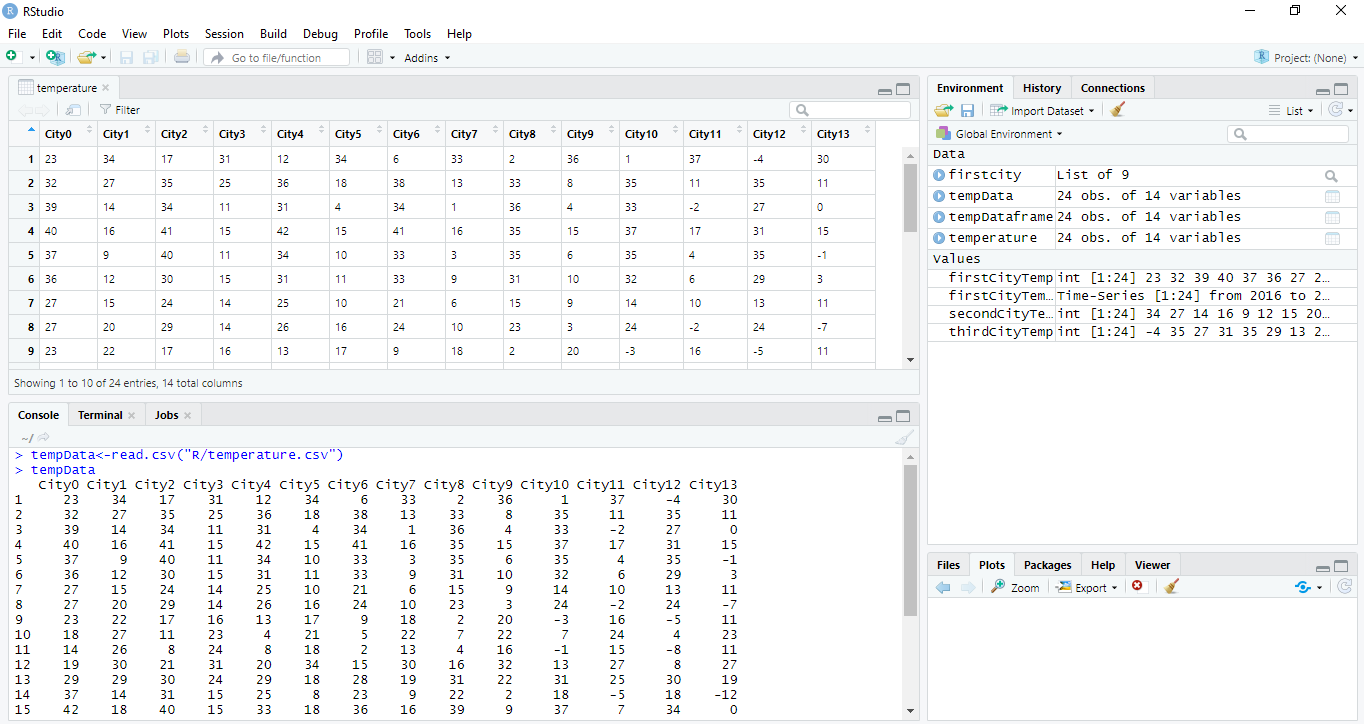 RStudio
File Edit Code View Plots Session Build Debug Profile Tools Help
Go to file/function Addins Project: (None)
temperature
Filter
City0 City1 City2 City3 City4 City5 City6 City7 City8 City9 City10 City11 City12 City13
1 23 34 17 31 12 34 6 33 2 36 1 37 -4 30
2 32 27 35 25 36 18 38 13 33 8 35 11 35 11
3 39 14 34 11 31 4 34 1 36 4 33 -2 27 0
4 40 16 41 15 42 15 41 16 35 15 37 17 31 15
5 37 9 40 11 34 10 33 3 35 6 35 4 35 -1
6 36 12 30 15 31 11 33 9 31 10 32 6 29 3
7 27 15 24 14 25 10 21 6 15 9 14 10 13 11
8 27 20 29 14 26 16 24 10 23 3 24 -2 24 -7
9 23 22 17 16 13 17 9 18 2 20 -3 16 -5 11
Showing 1 to 10 of 24 entries, 14 total columns
Console Terminal Jobs
~/
> tempData<-read.csv("R/temperature.csv")
> tempData
City0 City1 City2 City3 City4 City5 City6 City7 City8 City9 City10 City11 City12 City13
1 23 34 17 31 12 34 6 33 2 36 1 37 -4 30
2 32 27 35 25 36 18 38 13 33 8 35 11 35 11
3 39 14 34 11 31 4 34 1 36 4 33 -2 27 0
4 40 16 41 15 42 15 41 16 35 15 37 17 31 15
5 37 9 40 11 34 10 33 3 35 6 35 4 35 -1
6 36 12 30 15 31 11 33 9 31 10 32 6 29 3
7 27 15 24 14 25 10 21 6 15 9 14 10 13 11
8 27 20 29 14 26 16 24 10 23 3 24 -2 24 -7
9 23 22 17 16 13 17 9 18 2 20 -3 16 -5 11
10 18 27 11 23 4 21 5 22 7 22 7 24 4 23
11 14 26 8 24 8 18 2 13 4 16 -1 15 -8 11
12 19 30 21 31 20 34 15 30 16 32 13 27 8 27
13 29 29 30 24 29 18 28 19 31 22 31 25 30 19
14 37 14 31 15 25 8 23 9 22 2 18 -5 18 -12
15 42 18 40 15 33 18 36 16 39 9 37 7 34 0
Environment History Connections
Import Dataset List
Global Environment
Data
firstcity List of 9
tempData 24 obs. of 14 variables
tempDataframe 24 obs. of 14 variables
temperature 24 obs. of 14 variables
Values
firstCityTemp int [1:24] 23 32 39 40 37 36 27 2...
firstCityTem... Time-Series [1:24] from 2016 to 2...
secondCityTe... int [1:24] 34 27 14 16 9 12 15 20...
thirdCityTemp int [1:24] -4 35 27 31 35 29 13 2...
Files Plots Packages Help Viewer
Zoom Export